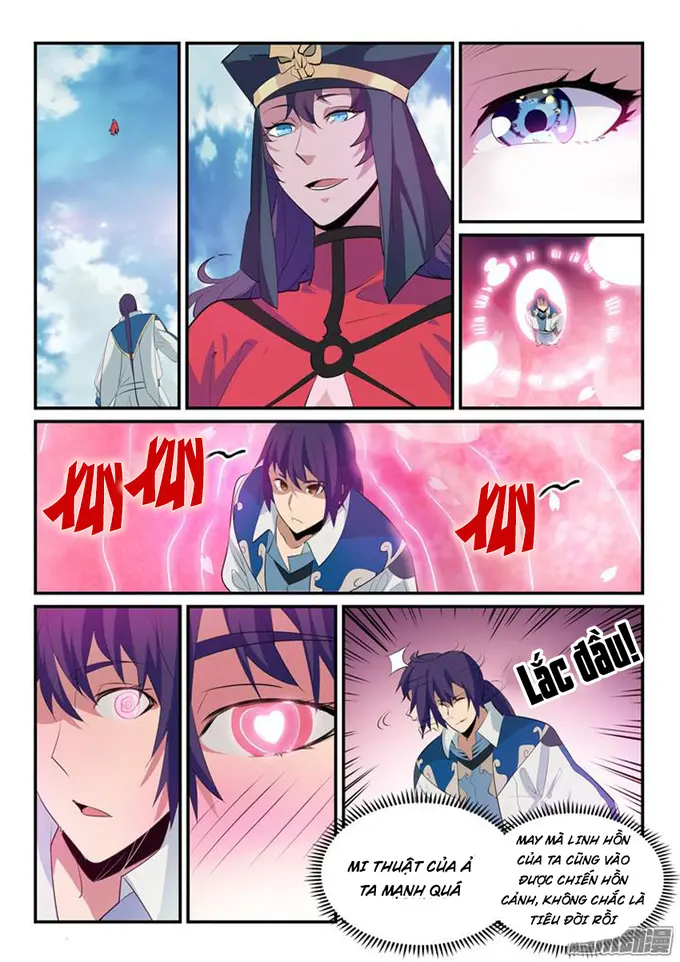 XUY
XUY
XUY
LẮC ĐẦU!
MI THUẬT CỦA Ả
TA MẠNH QUÁ
MAY MÀ LINH HỒN
CỦA TA CŨNG VÀO
ĐƯỢC CHIẾN HỒN
CẢNH, KHÔNG CHẮC LÀ
TIÊU ĐỜI RỒI